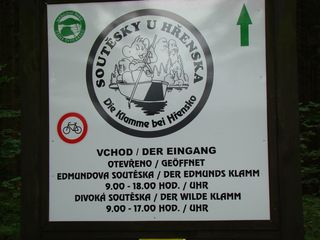 SOUTĚSKY U HŘENSKA
Die Klamme bei Hřensko
VCHOD / DER EINGANG
OTEVŘENO / GEÖFFNET
EDMUNDOVA SOUTĚSKA / DER EDMUNDS KLAMM
9.00 - 18.00 HOD. / UHR
DIVOKÁ SOUTĚSKA / DER WILDE KLAMM
9.00 - 17.00 HOD. / UHR